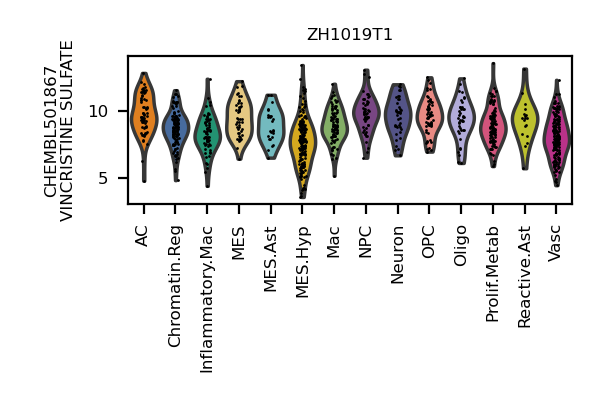 ZH1019T1
CHEMBL501867
VINCRISTINE SULFATE
10
5
AC
Chromatin.Reg
Inflammatory.Mac
MES
MES.Ast
MES.Hyp
Mac
NPC
Neuron
OPC
Oligo
Prolif.Metab
Reactive.Ast
Vasc